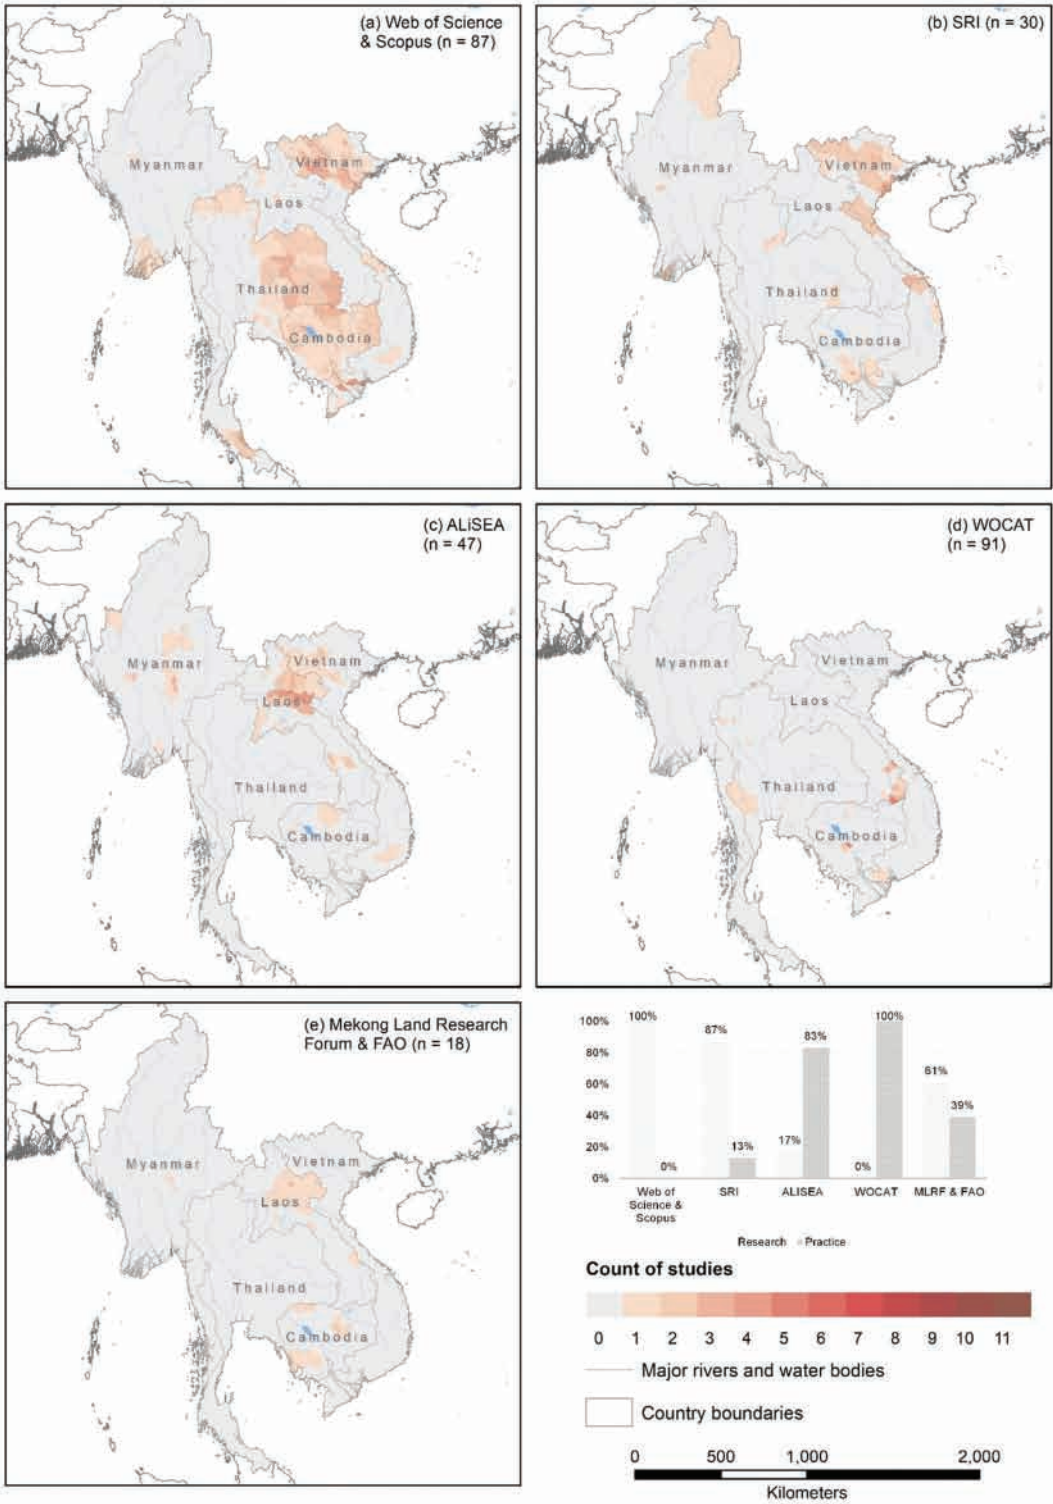 (a) Web of Science
& Scopus (n = 87)
Myanmar
Vietnam
Laos
Thailand
Cambodia
(b) SRI (n = 30)
Myanmar
Vietnam
Laos
Thailand
Cambodia
(c) ALiSEA
(n = 47)
Myanmar
Vietnam
Laos
Thailand
Cambodia
(d) WOCAT
(n = 91)
Myanmar
Vietnam
Laos
Thailand
Cambodia
(e) Mekong Land Research
Forum & FAO (n = 18)
Myanmar
Vietnam
Laos
Thailand
Cambodia
100%
80%
60%
40%
20%
0%
100%
0%
87%
13%
17%
83%
0%
100%
61%
39%
Web of
Science &
Scopus
SRI
ALISEA
WOCAT
MLRF & FAO
Research Practice
Count of studies
0 1 2 3 4 5 6 7 8 9 10 11
Major rivers and water bodies
Country boundaries
0 500 1,000 2,000
Kilometers